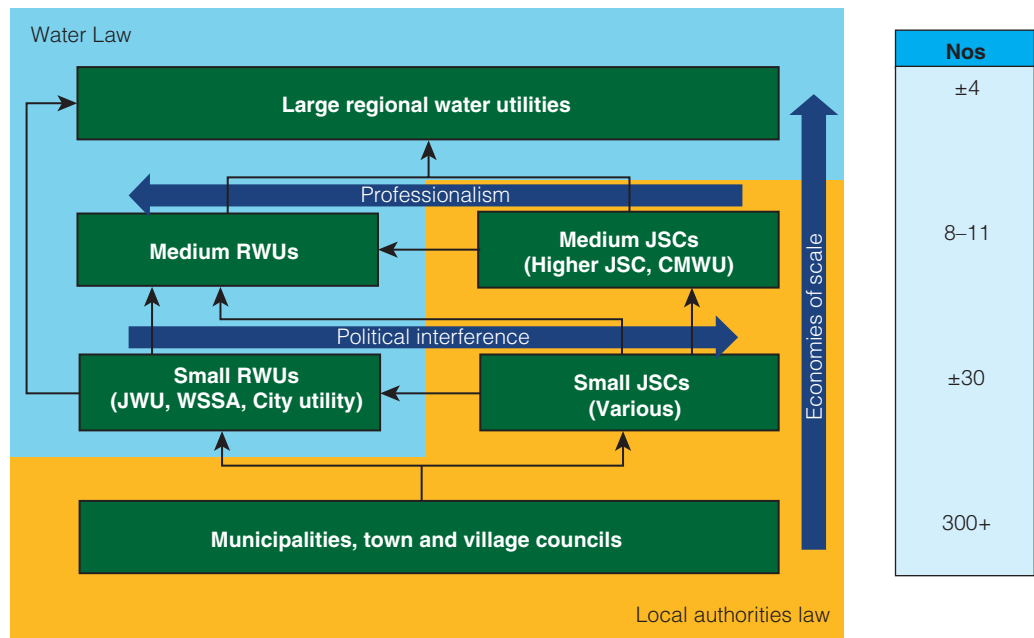 Water Law
Large regional water utilities
Professionalism
Medium RWUs
Medium JSCs
(Higher JSC, CMWU)
Political interference
Small RWUs
(JWU, WSSA, City utility)
Small JSCs
(Various)
Municipalities, town and village councils
Local authorities law
Economies of scale
Nos
±4
8–11
±30
300+